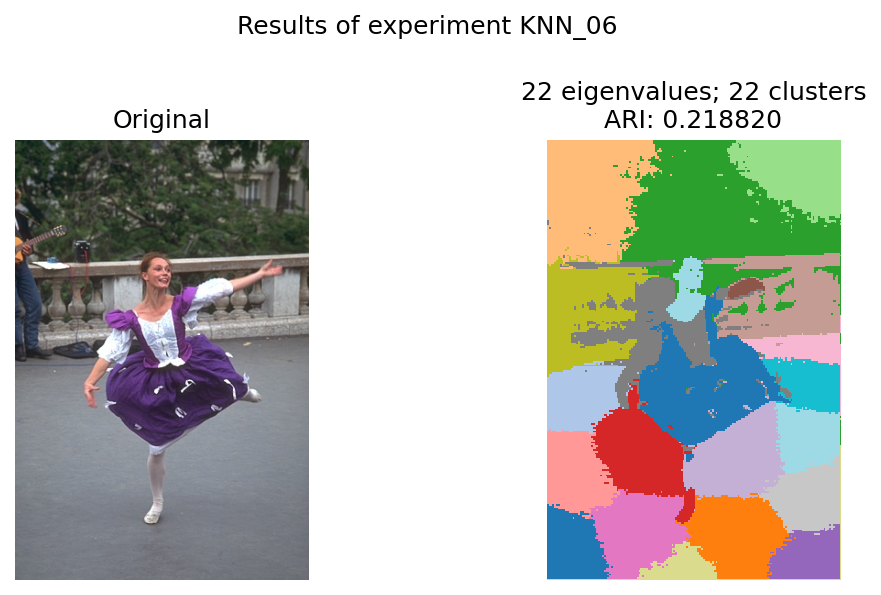 Results of experiment KNN_06
Original
22 eigenvalues; 22 clusters
ARI: 0.218820